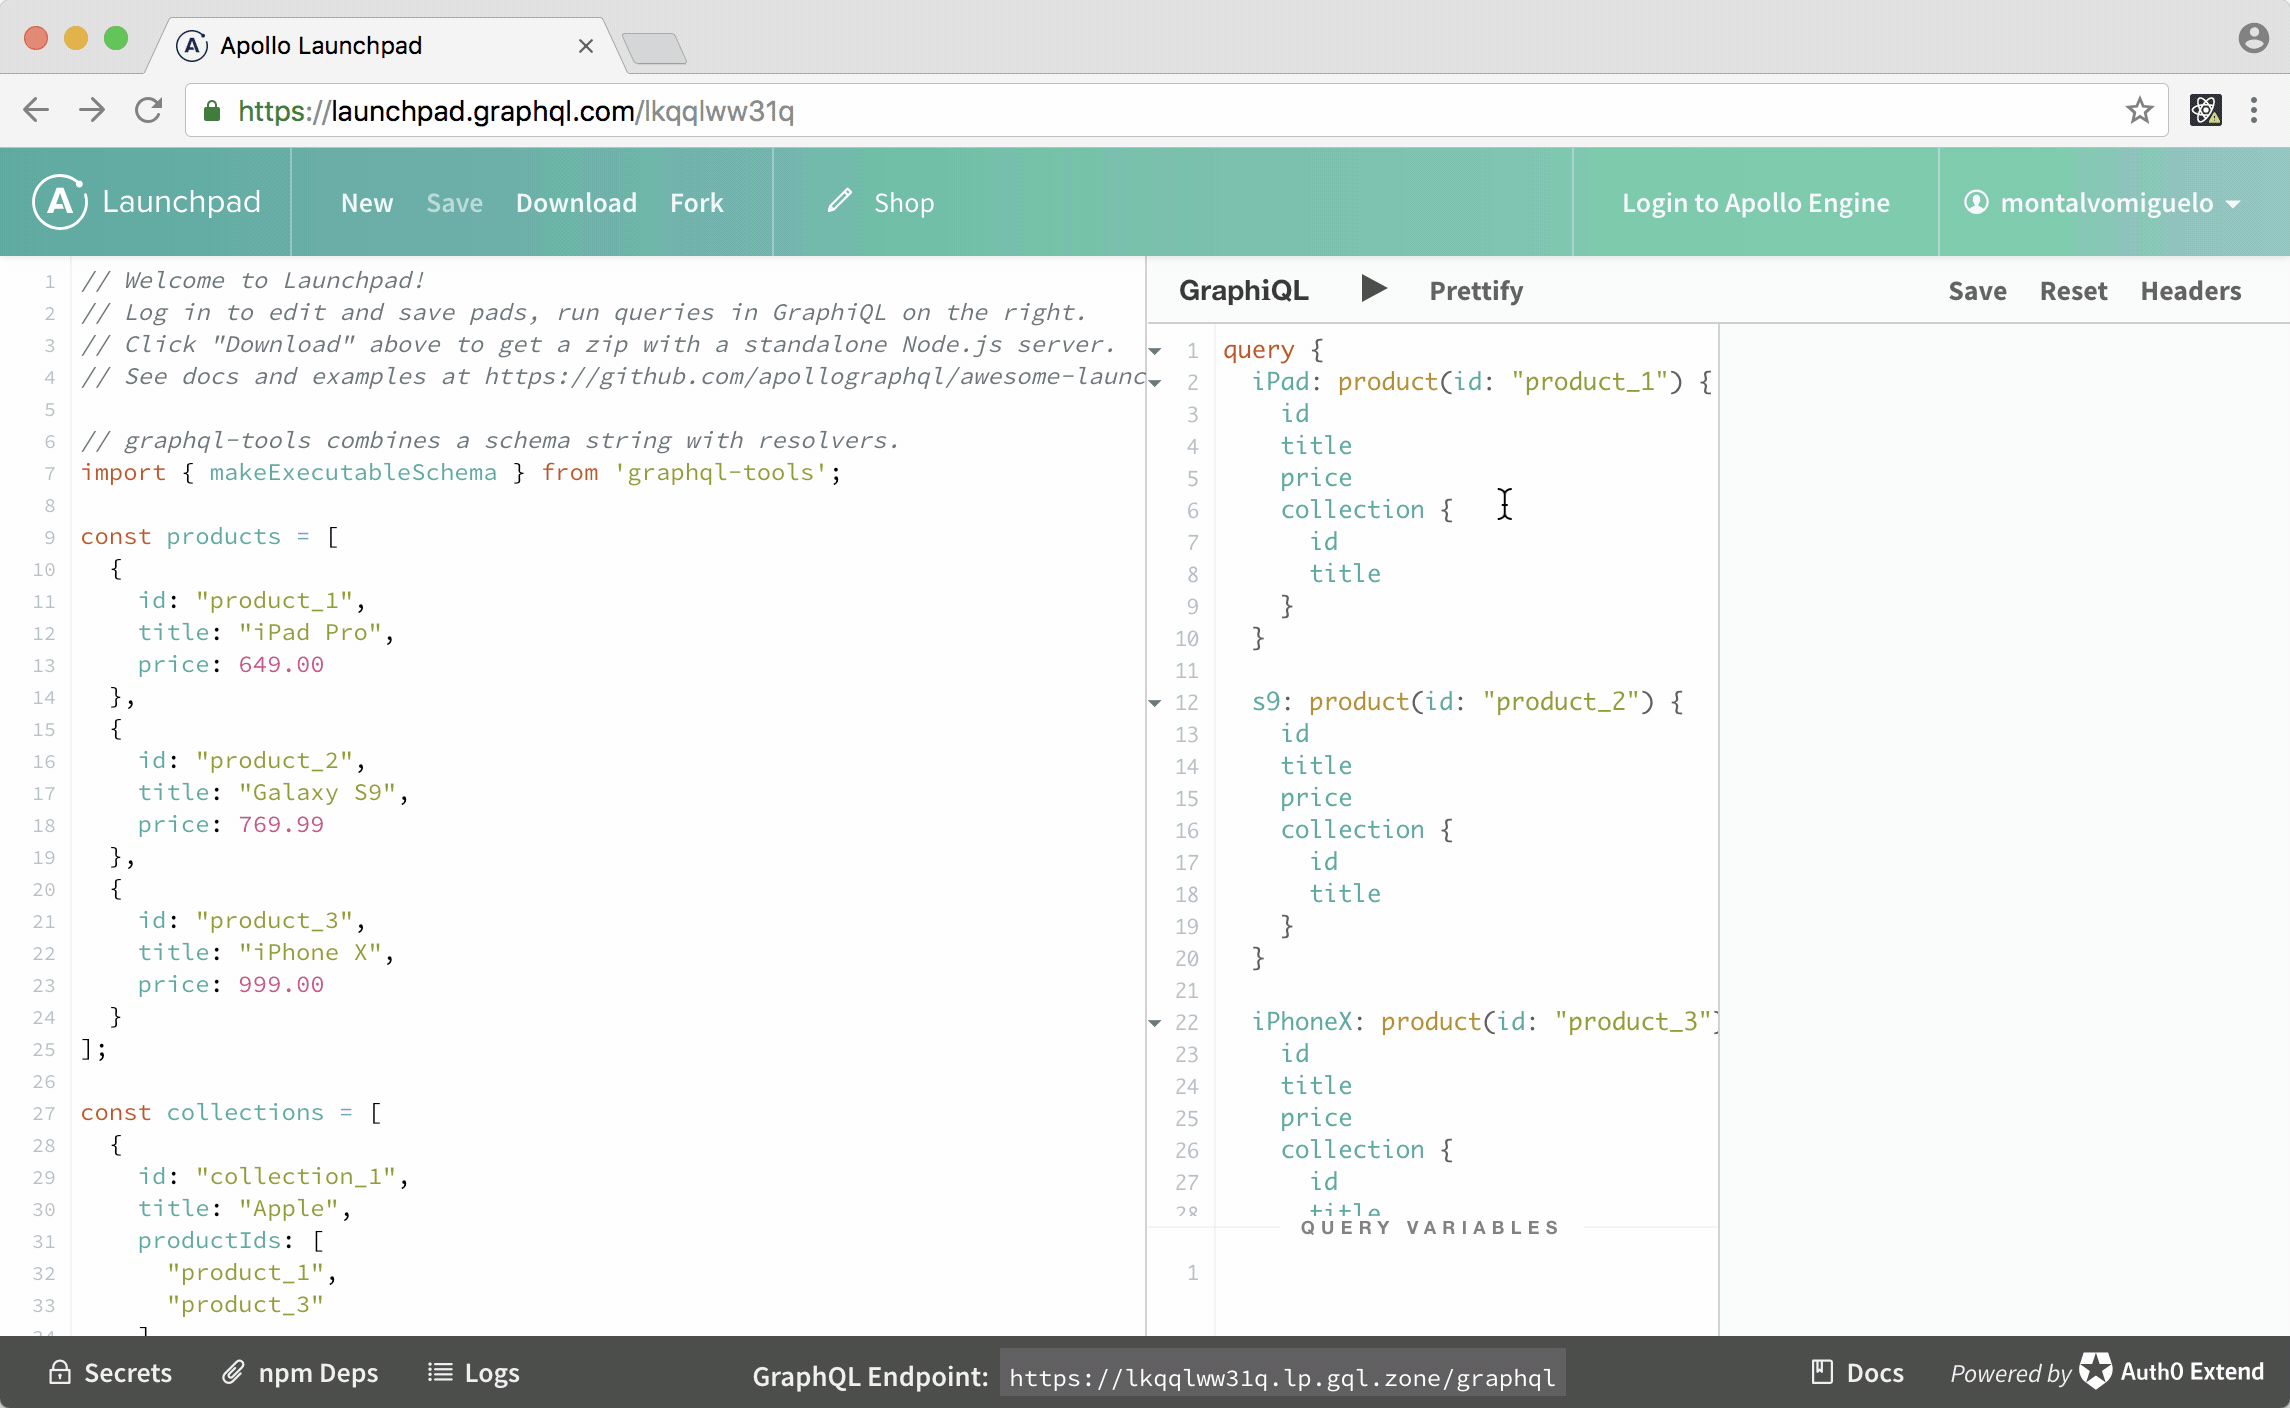 Apollo Launchpad
https://launchpad.graphql.com/lkqqlww31q
Launchpad
New Save Download Fork
Shop
Login to Apollo Engine
montalvomiguelo
1 // Welcome to Launchpad!
2 // Log in to edit and save pads, run queries in GraphiQL on the right.
3 // Click "Download" above to get a zip with a standalone Node.js server.
4 // See docs and examples at https://github.com/apollographql/awesome-launc
5
6 // graphql-tools combines a schema string with resolvers.
7 import { makeExecutableSchema } from 'graphql-tools';
8
9 const products = [
10 {
11 id: "product_1",
12 title: "iPad Pro",
13 price: 649.00
14 },
15 {
16 id: "product_2",
17 title: "Galaxy S9",
18 price: 769.99
19 },
20 {
21 id: "product_3",
22 title: "iPhone X",
23 price: 999.00
24 }
25 ];
26
27 const collections = [
28 {
29 id: "collection_1",
30 title: "Apple",
31 productIds: [
32 "product_1",
33 "product_3"
34 ]
GraphiQL Prettify Save Reset Headers
1 query {
2 iPad: product(id: "product_1") {
3 id
4 title
5 price
6 collection {
7 id
8 title
9 }
10 }
11
12 s9: product(id: "product_2") {
13 id
14 title
15 price
16 collection {
17 id
18 title
19 }
20 }
21
22 iPhoneX: product(id: "product_3")
23 id
24 title
25 price
26 collection {
27 id
28 title
QUERY VARIABLES
1
Secrets npm Deps Logs
GraphQL Endpoint: https://lkqqlww31q.lp.gql.zone/graphql
Docs
Powered by Auth0 Extend